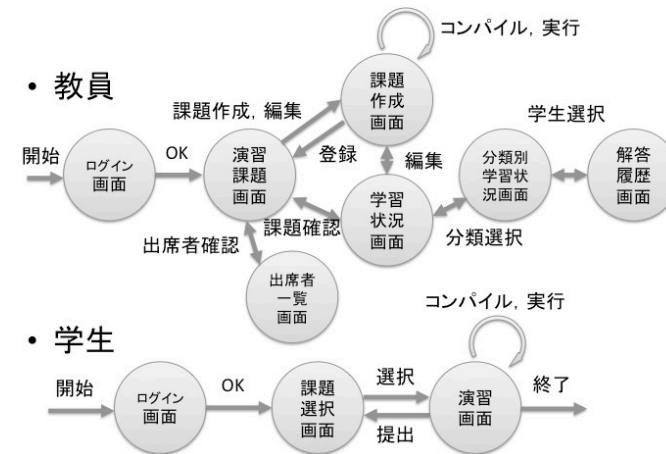 コンパイル, 実行
• 教員
課題
作成
画面
課題作成, 編集
学生選択
開始
ログイン
画面
OK
演習
課題
画面
登録
編集
分類別
学習状
況画面
解答
履歴
画面
学習
状況
画面
課題確認
分類選択
出席者確認
出席者
一覧
画面
コンパイル, 実行
• 学生
開始
ログイン
画面
OK
課題
選択
画面
選択
提出
演習
画面
終了